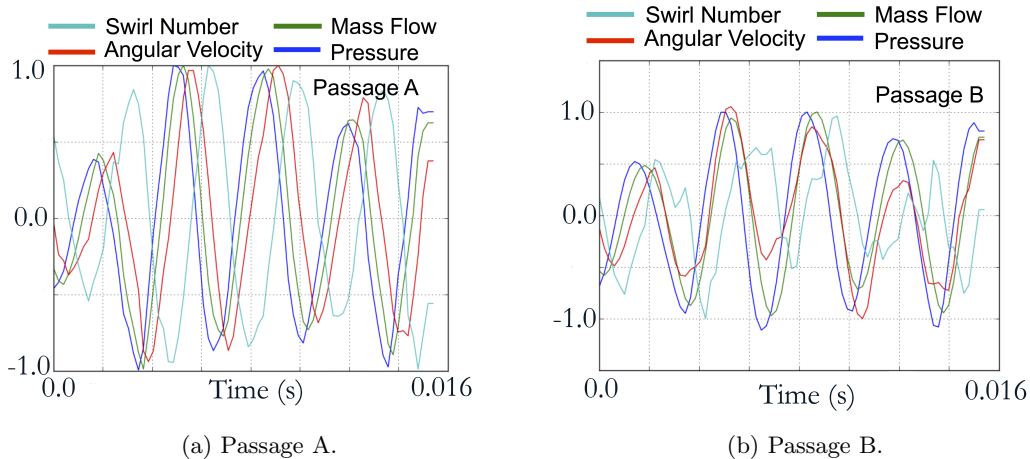 Swirl Number Mass Flow
Angular Velocity Pressure
1.0
Passage A
0.0
-1.0
0.0 0.016
Time (s)
(a) Passage A.
Swirl Number Mass Flow
Angular Velocity Pressure
Passage B
1.0
0.0
-1.0
0.0 0.016
Time (s)
(b) Passage B.